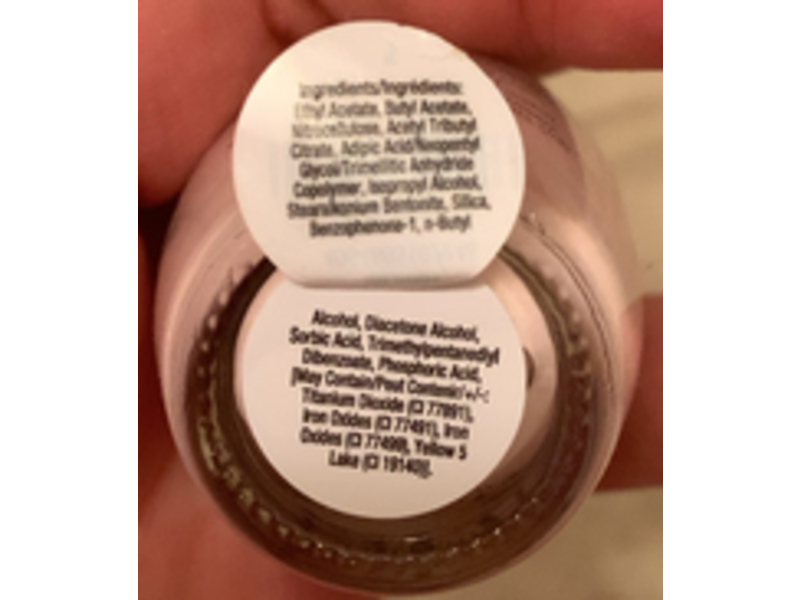 Ingredients/Ingrédients:
Ethyl Acetate, Butyl Acetate,
Nitrocellulose, Acetyl Tributyl
Citrate, Adipic Acid/Neopentyl
Glycol/Trimellitic Anhydride
Copolymer, Isopropyl Alcohol,
Stearalkonium Bentonite, Silica,
Benzophenone-1, n-Butyl
Alcohol, Diacetone Alcohol,
Sorbic Acid, Trimethylpentanediyl
Dibenzoate, Phosphoric Acid,
[May Contain/Peut Contenir/+/-:
Titanium Dioxide (CI 77891),
Iron Oxides (CI 77491), Iron
Oxides (CI 77499), Yellow 5
Lake (CI 19140)].